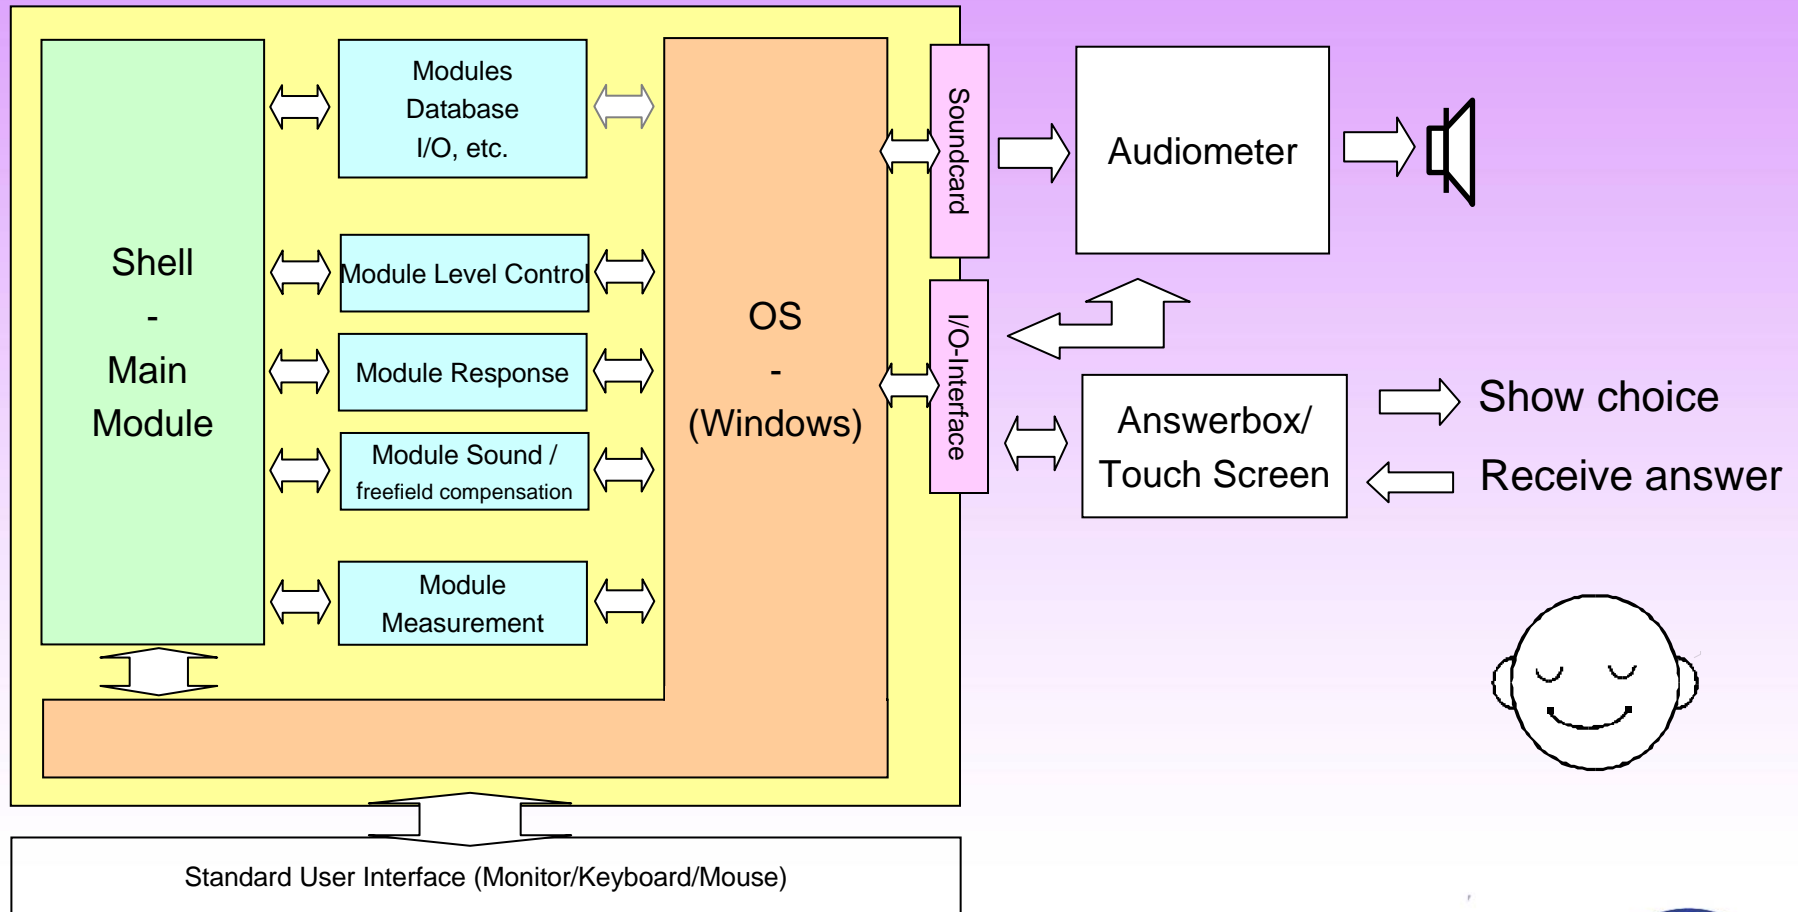 Shell
-
Main
Module
Modules
Database
I/O, etc.
Module Level Control
Module Response
Module Sound /
freefield compensation
Module
Measurement
OS
-
(Windows)
Soundcard
I/O-Interface
Audiometer
Answerbox/
Touch Screen
Show choice
Receive answer
Standard User Interface (Monitor/Keyboard/Mouse)